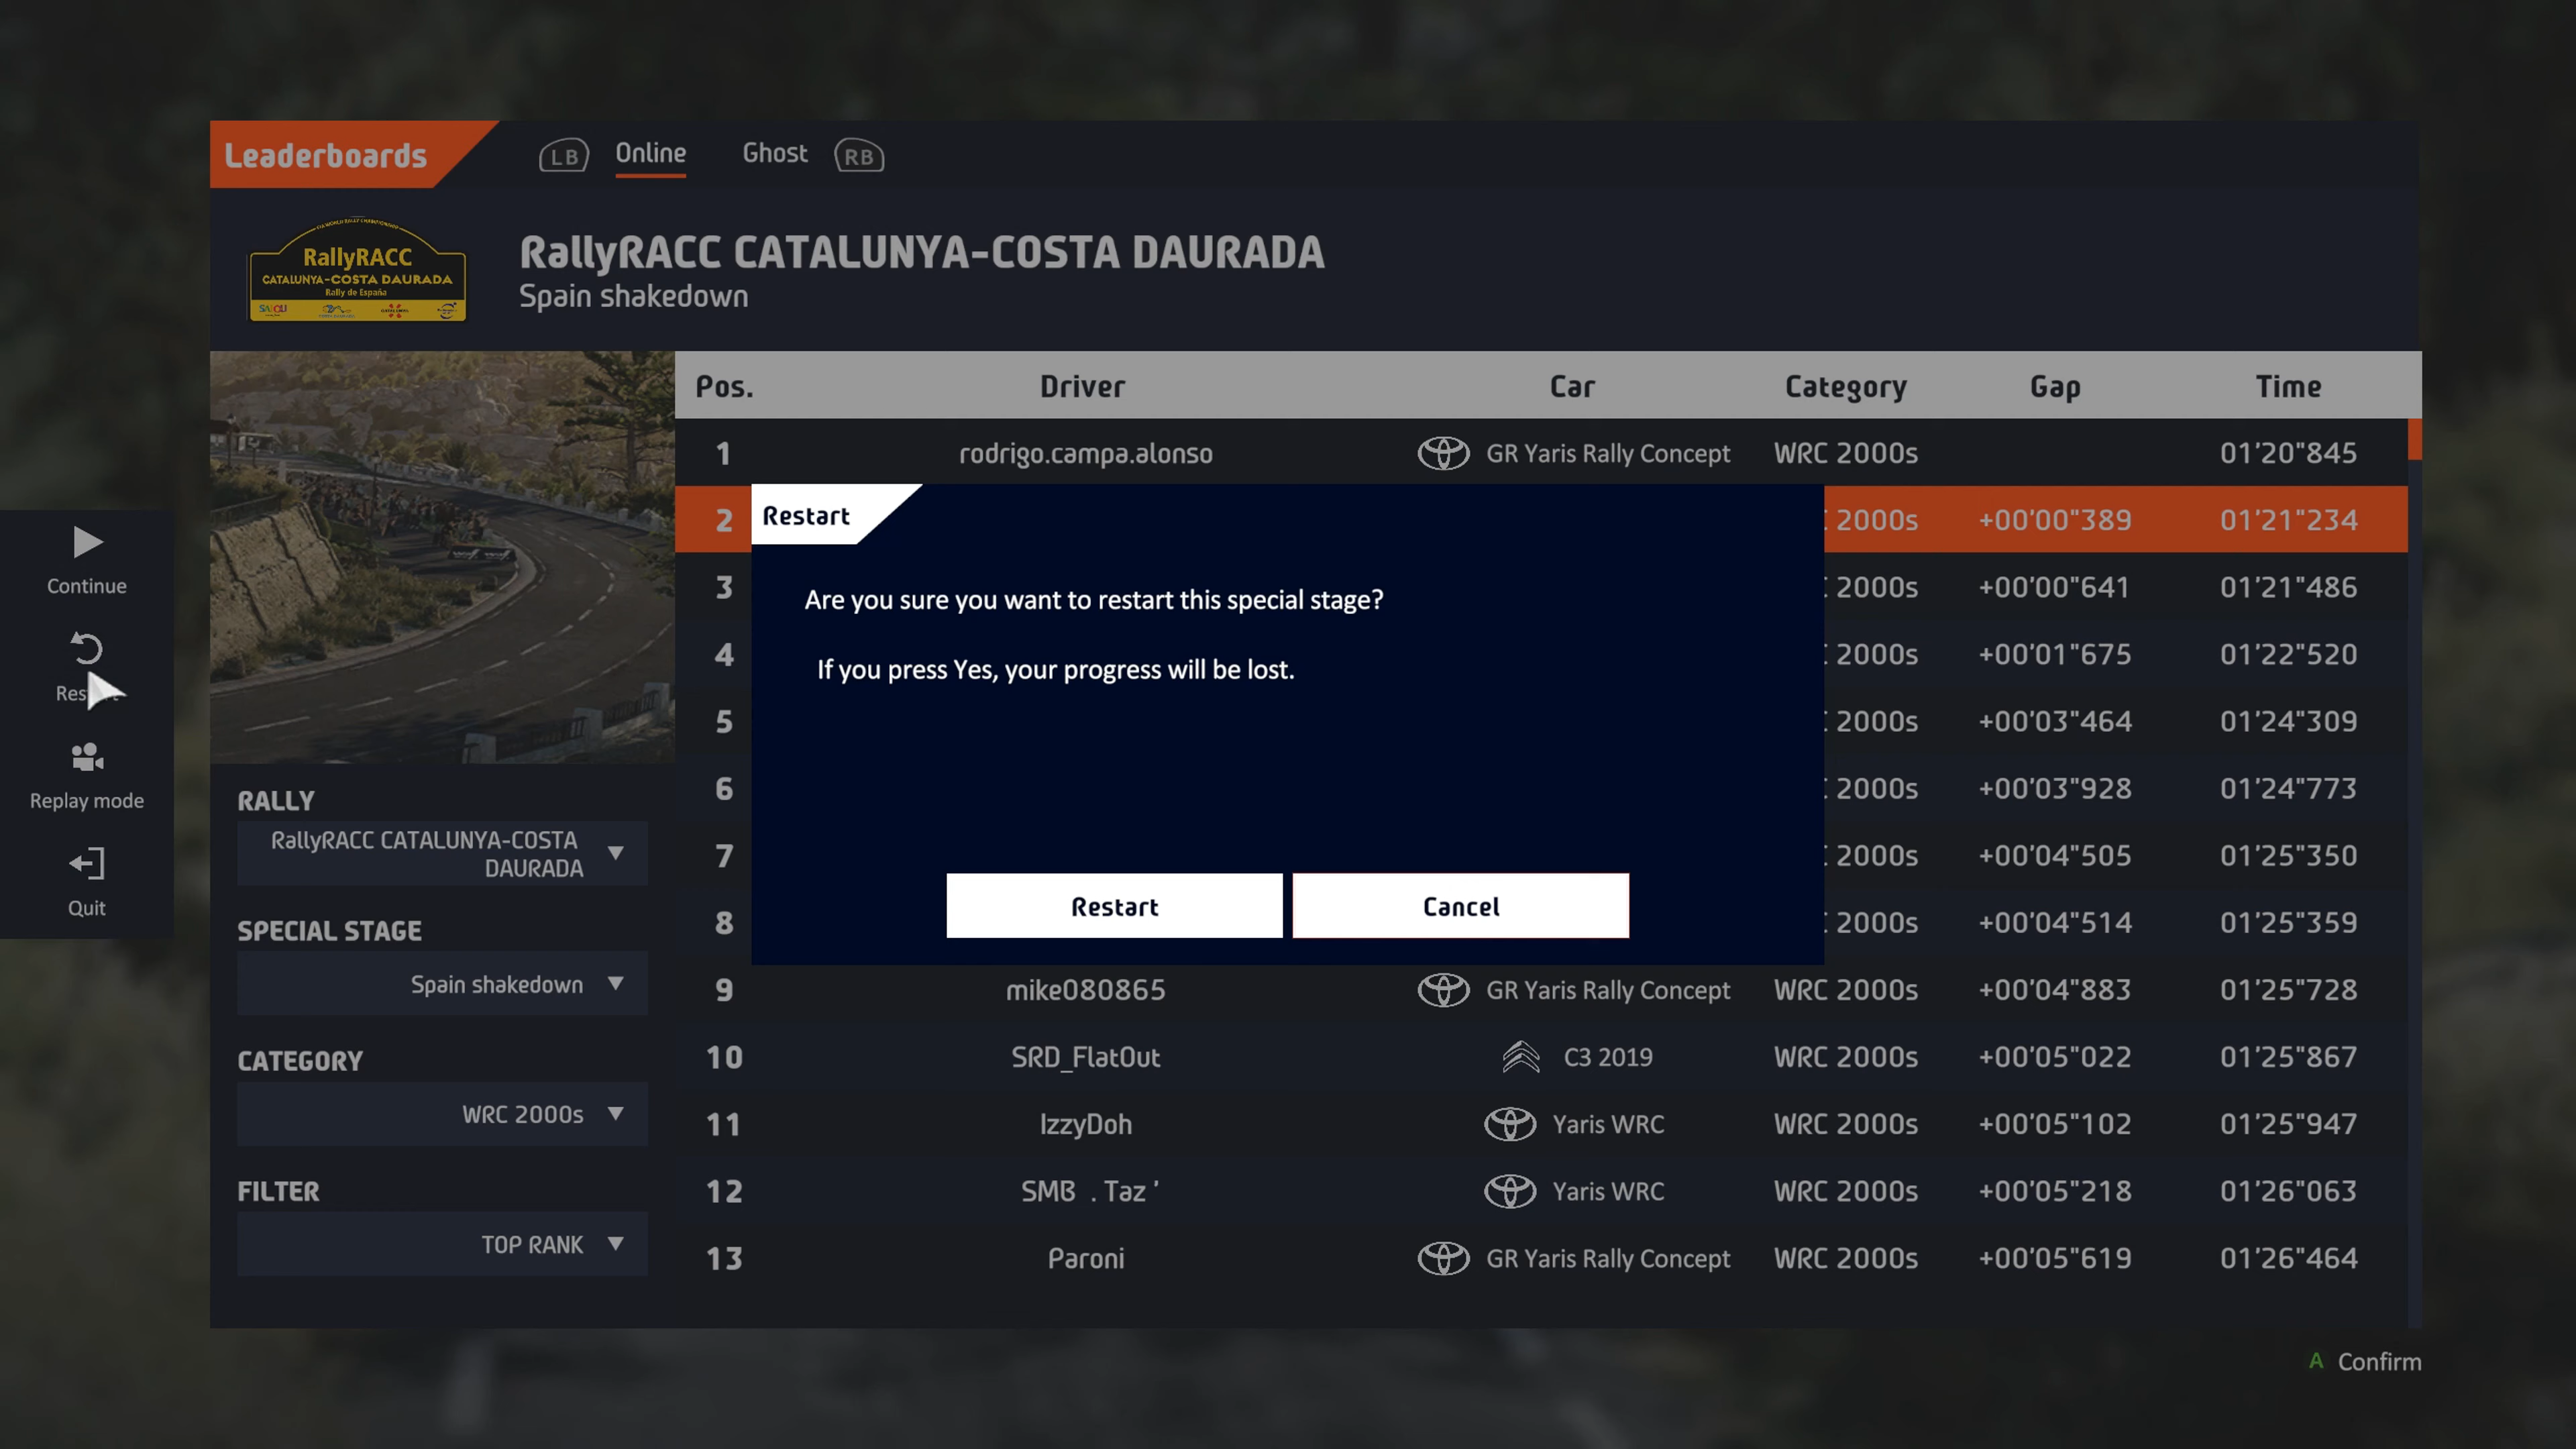 Leaderboards
LB
Online
Ghost
RB
RallyRACC
CATALUNYA-COSTA DAURADA
Rally de España
RallyRACC CATALUNYA-COSTA DAURADA
Spain shakedown
Pos. Driver Car Category Gap Time
1 rodrigo.campa.alonso GR Yaris Rally Concept WRC 2000s 01'20"845
2 2000s +00'00"389 01'21"234
3 2000s +00'00"641 01'21"486
4 2000s +00'01"675 01'22"520
5 2000s +00'03"464 01'24"309
6 2000s +00'03"928 01'24"773
7 2000s +00'04"505 01'25"350
8 2000s +00'04"514 01'25"359
9 mike080865 GR Yaris Rally Concept WRC 2000s +00'04"883 01'25"728
10 SRD_FlatOut C3 2019 WRC 2000s +00'05"022 01'25"867
11 IzzyDoh Yaris WRC WRC 2000s +00'05"102 01'25"947
12 SMB . Taz ' Yaris WRC WRC 2000s +00'05"218 01'26"063
13 Paroni GR Yaris Rally Concept WRC 2000s +00'05"619 01'26"464
Restart
Are you sure you want to restart this special stage?
If you press Yes, your progress will be lost.
Restart
Cancel
Continue
Replay mode
Quit
RALLY
RallyRACC CATALUNYA-COSTA
DAURADA
SPECIAL STAGE
Spain shakedown
CATEGORY
WRC 2000s
FILTER
TOP RANK
A Confirm